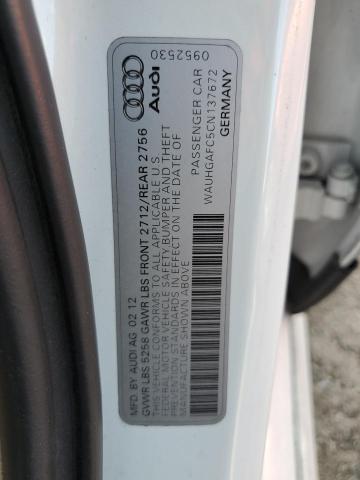 Audi
0952530
PASSENGER CAR
WAUHGAFC5CN137672
GERMANY
MFD. BY AUDI AG 02 12
GVWR LBS 5258 GAWR LBS FRONT 2712/REAR 2756
THIS VEHICLE CONFORMS TO ALL APPLICABLE U.S.
FEDERAL MOTOR VEHICLE SAFETY BUMPER AND THEFT
PREVENTION STANDARDS IN EFFECT ON THE DATE OF
MANUFACTURE SHOWN ABOVE